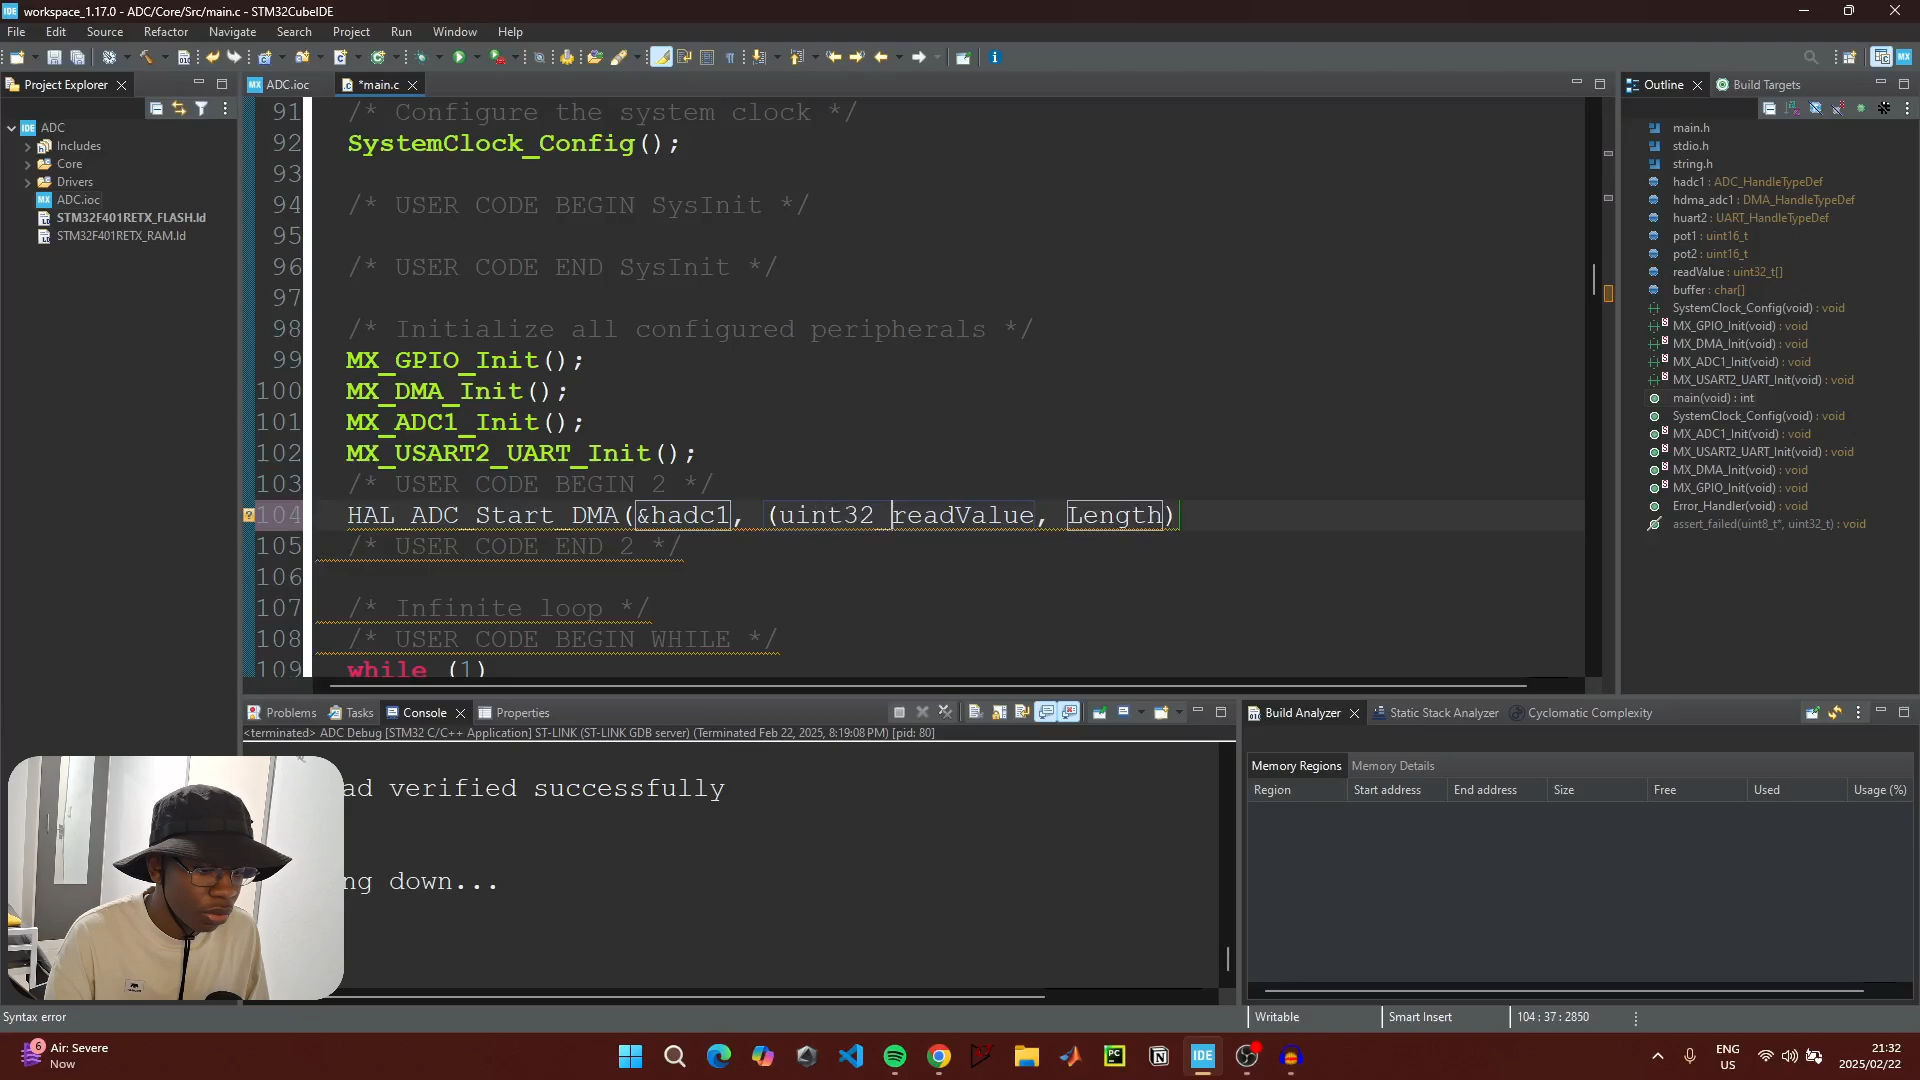 workspace_1.17.0 - ADC/Core/Src/main.c - STM32CubeIDE
File Edit Source Refactor Navigate Search Project Run Window Help
Project Explorer
ADC.ioc
*main.c
Outline
Build Targets
ADC
Includes
Core
Drivers
ADC.ioc
STM32F401RETX_FLASH.ld
STM32F401RETX_RAM.ld
91 /* Configure the system clock */
92 SystemClock_Config();
93
94 /* USER CODE BEGIN SysInit */
95
96 /* USER CODE END SysInit */
97
98 /* Initialize all configured peripherals */
99 MX_GPIO_Init();
100 MX_DMA_Init();
101 MX_ADC1_Init();
102 MX_USART2_UART_Init();
103 /* USER CODE BEGIN 2 */
104 HAL_ADC_Start_DMA(&hadc1, (uint32_readValue, Length)
105 /* USER CODE END 2 */
106
107 /* Infinite loop */
108 /* USER CODE BEGIN WHILE */
109 while (1)
main.h
stdio.h
string.h
hadc1 : ADC_HandleTypeDef
hdma_adc1 : DMA_HandleTypeDef
huart2 : UART_HandleTypeDef
pot1 : uint16_t
pot2 : uint16_t
readValue : uint32_t[]
buffer : char[]
SystemClock_Config(void) : void
MX_GPIO_Init(void) : void
MX_DMA_Init(void) : void
MX_ADC1_Init(void) : void
MX_USART2_UART_Init(void) : void
main(void) : int
SystemClock_Config(void) : void
MX_ADC1_Init(void) : void
MX_USART2_UART_Init(void) : void
MX_DMA_Init(void) : void
MX_GPIO_Init(void) : void
Error_Handler(void) : void
assert_failed(uint8_t*, uint32_t) : void
Problems Tasks Console Properties
<terminated> ADC Debug [STM32 C/C++ Application] ST-LINK (ST-LINK GDB server) (Terminated Feb 22, 2025, 8:19:08 PM) [pid: 80]
ad verified successfully
ng down...
Build Analyzer Static Stack Analyzer Cyclomatic Complexity
Memory Regions Memory Details
Region Start address End address Size Free Used Usage (%)
Syntax error
Writable Smart Insert 104 : 37 : 2850
6
Air: Severe
Now
IDE
ENG
US
21:32
2025/02/22